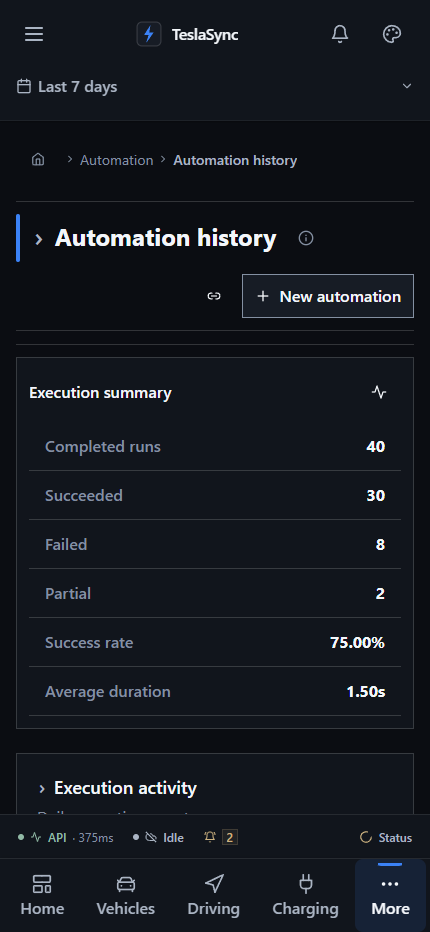 TeslaSync
Last 7 days
Automation
Automation history
Automation history
New automation
Execution summary
Completed runs 40
Succeeded 30
Failed 8
Partial 2
Success rate 75.00%
Average duration 1.50s
Execution activity
API · 375ms Idle 2 Status
Home Vehicles Driving Charging More